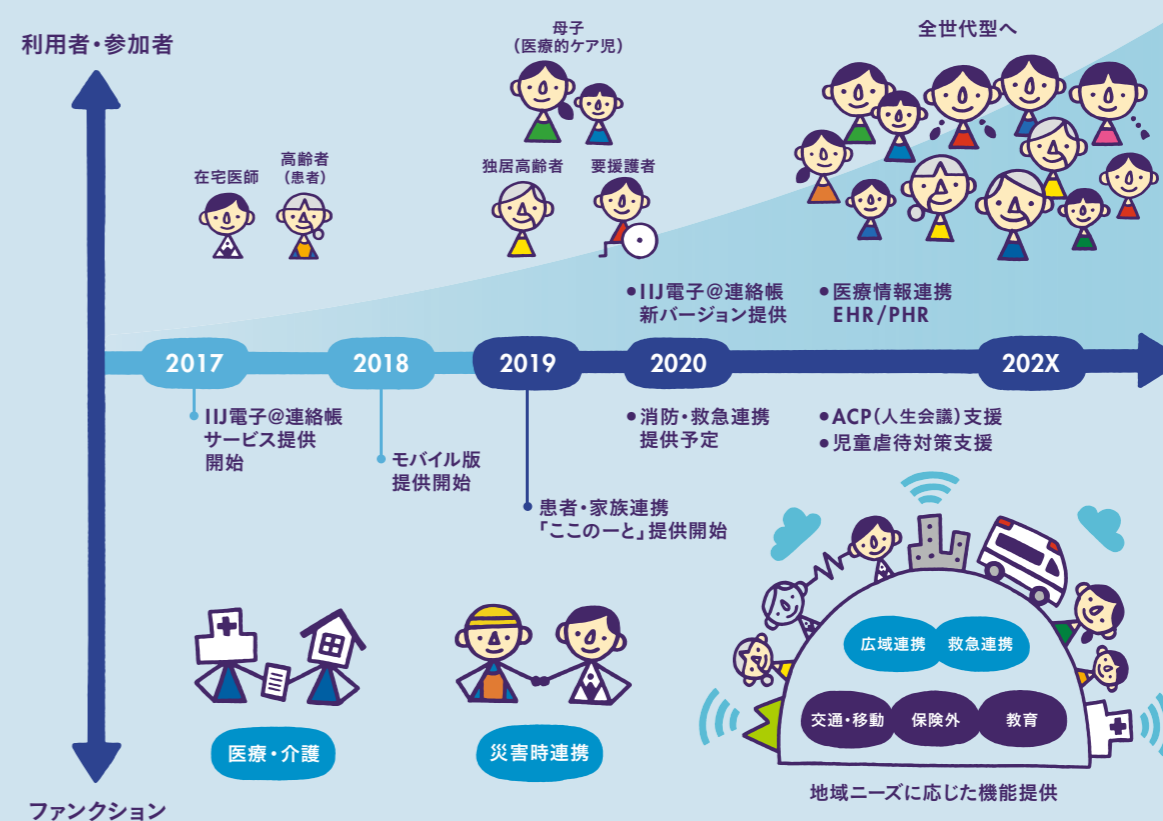 利用者・参加者
母子
(医療的ケア児)
全世代型へ
在宅医師
高齢者
(患者)
独居高齢者
要援護者
●IIJ電子@連絡帳
新バージョン提供
●医療情報連携
EHR/PHR
2017
2018
2019
2020
202X
IIJ電子@連絡帳
サービス提供
開始
モバイル版
提供開始
患者・家族連携
「ここのーと」提供開始
●消防・救急連携
提供予定
●ACP(人生会議)支援
●児童虐待対策支援
広域連携
救急連携
交通・移動
保険外
教育
医療・介護
災害時連携
地域ニーズに応じた機能提供
ファンクション